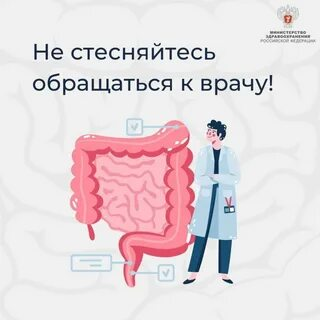 МИНИСТЕРСТВО
ЗДРАВООХРАНЕНИЯ
РОССИЙСКОЙ ФЕДЕРАЦИИ
Не стесняйтесь
обращаться к врачу!